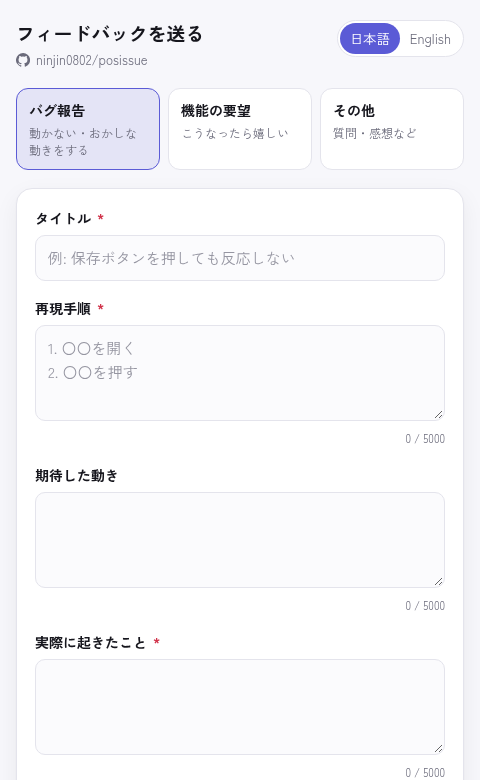 フィードバックを送る
ninjin0802/posissue
日本語 English
バグ報告
動かない・おかしな
動きをする
機能の要望
こうなったら嬉しい
その他
質問・感想など
タイトル *
例: 保存ボタンを押しても反応しない
再現手順 *
1. 〇〇を開く
2. 〇〇を押す
0 / 5000
期待した動き
0 / 5000
実際に起きたこと *
0 / 5000